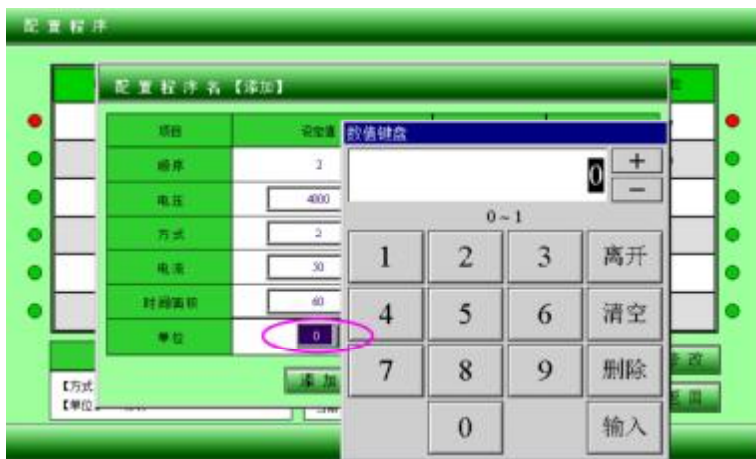 配置程序
配置程序名【添加】
项目 设定值
顺序 2
电压 4000
方式 2
电流 50
时间面积 60
单位 0
添加
数值键盘
0
+
-
0~1
1 2 3 离开
4 5 6 清空
7 8 9 删除
0 输入
【方式
【单位
修改
返回